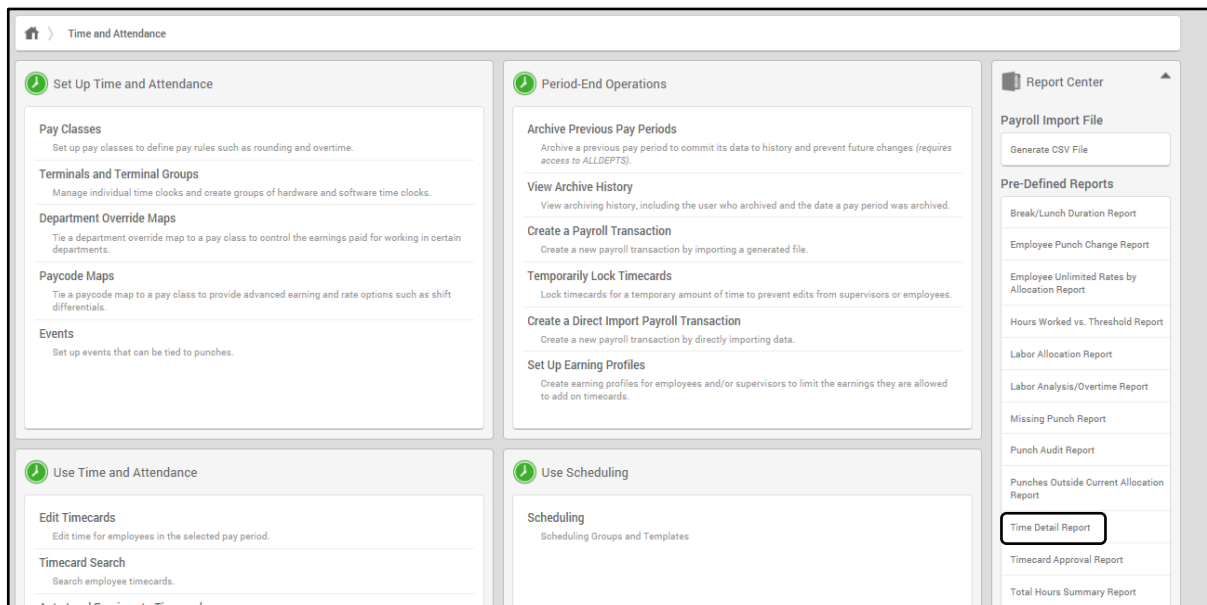 Time and Attendance
Set Up Time and Attendance
Pay Classes
Set up pay classes to define pay rules such as rounding and overtime.
Terminals and Terminal Groups
Manage individual time clocks and create groups of hardware and software time clocks.
Department Override Maps
Tie a department override map to a pay class to control the earnings paid for working in certain
departments.
Paycode Maps
Tie a paycode map to a pay class to provide advanced earning and rate options such as shift
differentials.
Events
Set up events that can be tied to punches.
Period-End Operations
Archive Previous Pay Periods
Archive a previous pay period to commit its data to history and prevent future changes (requires
access to ALLDEPTS).
View Archive History
View archiving history, including the user who archived and the date a pay period was archived.
Create a Payroll Transaction
Create a new payroll transaction by importing a generated file.
Temporarily Lock Timecards
Lock timecards for a temporary amount of time to prevent edits from supervisors or employees.
Create a Direct Import Payroll Transaction
Create a new payroll transaction by directly importing data.
Set Up Earning Profiles
Create earning profiles for employees and/or supervisors to limit the earnings they are allowed
to add on timecards.
Use Time and Attendance
Edit Timecards
Edit time for employees in the selected pay period.
Timecard Search
Search employee timecards.
Use Scheduling
Scheduling
Scheduling Groups and Templates
Report Center
Payroll Import File
Generate CSV File
Pre-Defined Reports
Break/Lunch Duration Report
Employee Punch Change Report
Employee Unlimited Rates by
Allocation Report
Hours Worked vs. Threshold Report
Labor Allocation Report
Labor Analysis/Overtime Report
Missing Punch Report
Punch Audit Report
Punches Outside Current Allocation
Report
Time Detail Report
Timecard Approval Report
Total Hours Summary Report